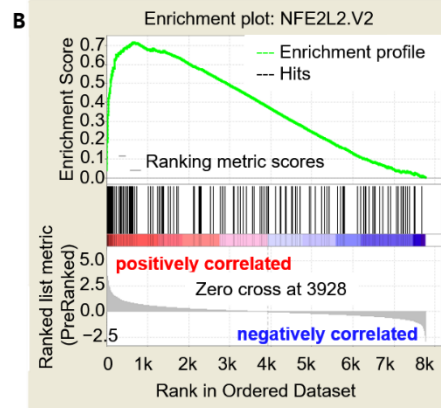 B
Enrichment plot: NFE2L2.V2
Enrichment Score
0.7
0.6
0.5
0.4
0.3
0.2
0.1
0.0
Enrichment profile
Hits
Ranking metric scores
Ranked list metric
(PreRanked)
5.0
2.5
0.0
−2.5
positively correlated
Zero cross at 3928
negatively correlated
0 1k 2k 3k 4k 5k 6k 7k 8k
Rank in Ordered Dataset